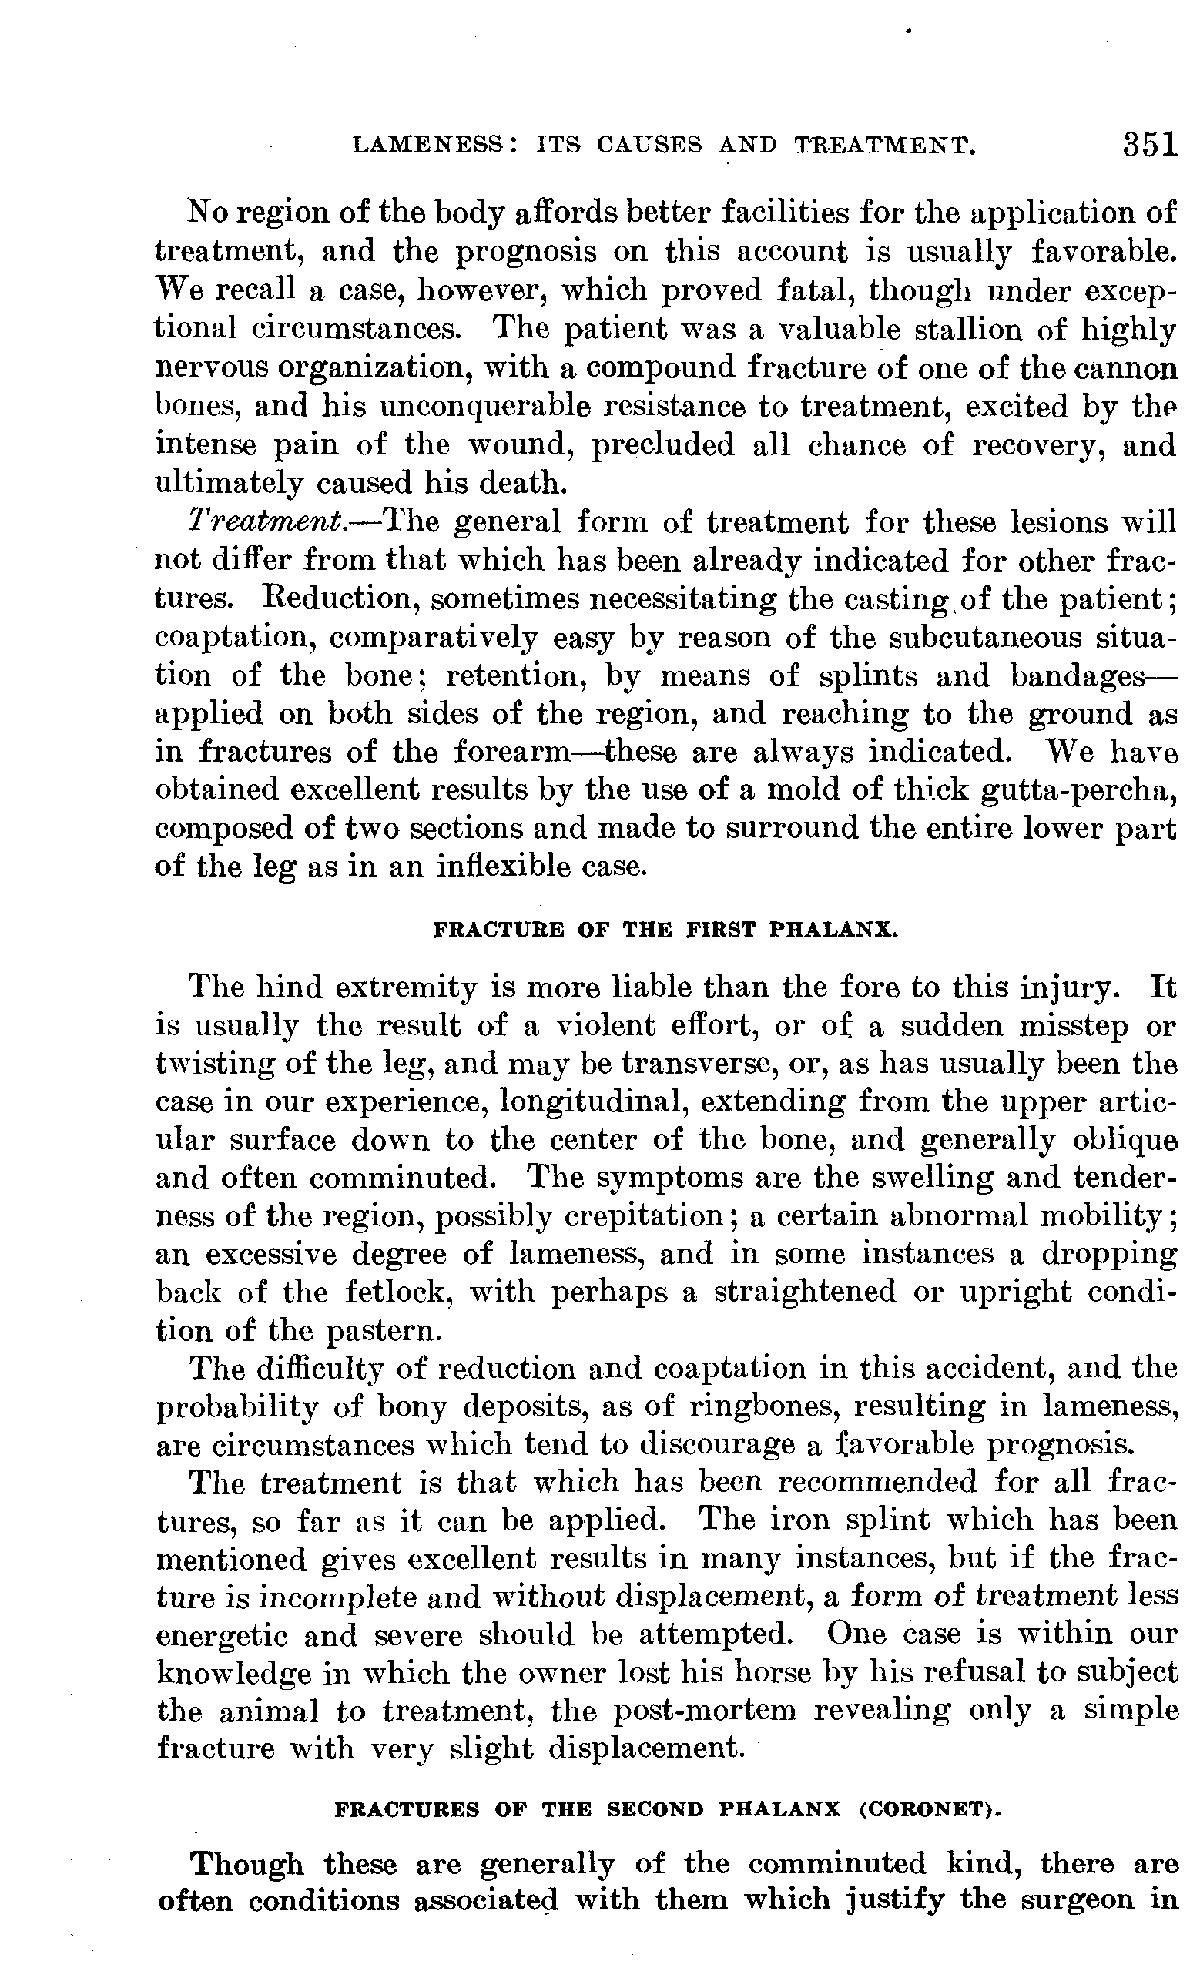 LAMENESS: ITS CAUSES AND TREATMENT. 351
No region of the body affords better facilities for the application of
treatment, and the prognosis on this account is usually favorable.
We recall a case, however, which proved fatal, though under excep-
tional circumstances. The patient was a valuable stallion of highly
nervous organization, with a compound fracture of one of the cannon
bones, and his unconquerable resistance to treatment, excited by the
intense pain of the wound, precluded all chance of recovery, and
ultimately caused his death.
Treatment.—The general form of treatment for these lesions will
not differ from that which has been already indicated for other frac-
tures. Reduction, sometimes necessitating the casting of the patient;
coaptation, comparatively easy by reason of the subcutaneous situa-
tion of the bone; retention, by means of splints and bandages—
applied on both sides of the region, and reaching to the ground as
in fractures of the forearm—these are always indicated. We have
obtained excellent results by the use of a mold of thick gutta-percha,
composed of two sections and made to surround the entire lower part
of the leg as in an inflexible case.
FRACTURE OF THE FIRST PHALANX.
The hind extremity is more liable than the fore to this injury. It
is usually the result of a violent effort, or of a sudden misstep or
twisting of the leg, and may be transverse, or, as has usually been the
case in our experience, longitudinal, extending from the upper artic-
ular surface down to the center of the bone, and generally oblique
and often comminuted. The symptoms are the swelling and tender-
ness of the region, possibly crepitation; a certain abnormal mobility;
an excessive degree of lameness, and in some instances a dropping
back of the fetlock, with perhaps a straightened or upright condi-
tion of the pastern.
The difficulty of reduction and coaptation in this accident, and the
probability of bony deposits, as of ringbones, resulting in lameness,
are circumstances which tend to discourage a favorable prognosis.
The treatment is that which has been recommended for all frac-
tures, so far as it can be applied. The iron splint which has been
mentioned gives excellent results in many instances, but if the frac-
ture is incomplete and without displacement, a form of treatment less
energetic and severe should be attempted. One case is within our
knowledge in which the owner lost his horse by his refusal to subject
the animal to treatment, the post-mortem revealing only a simple
fracture with very slight displacement.
FRACTURES OF THE SECOND PHALANX (CORONET).
Though these are generally of the comminuted kind, there are
often conditions associated with them which justify the surgeon in